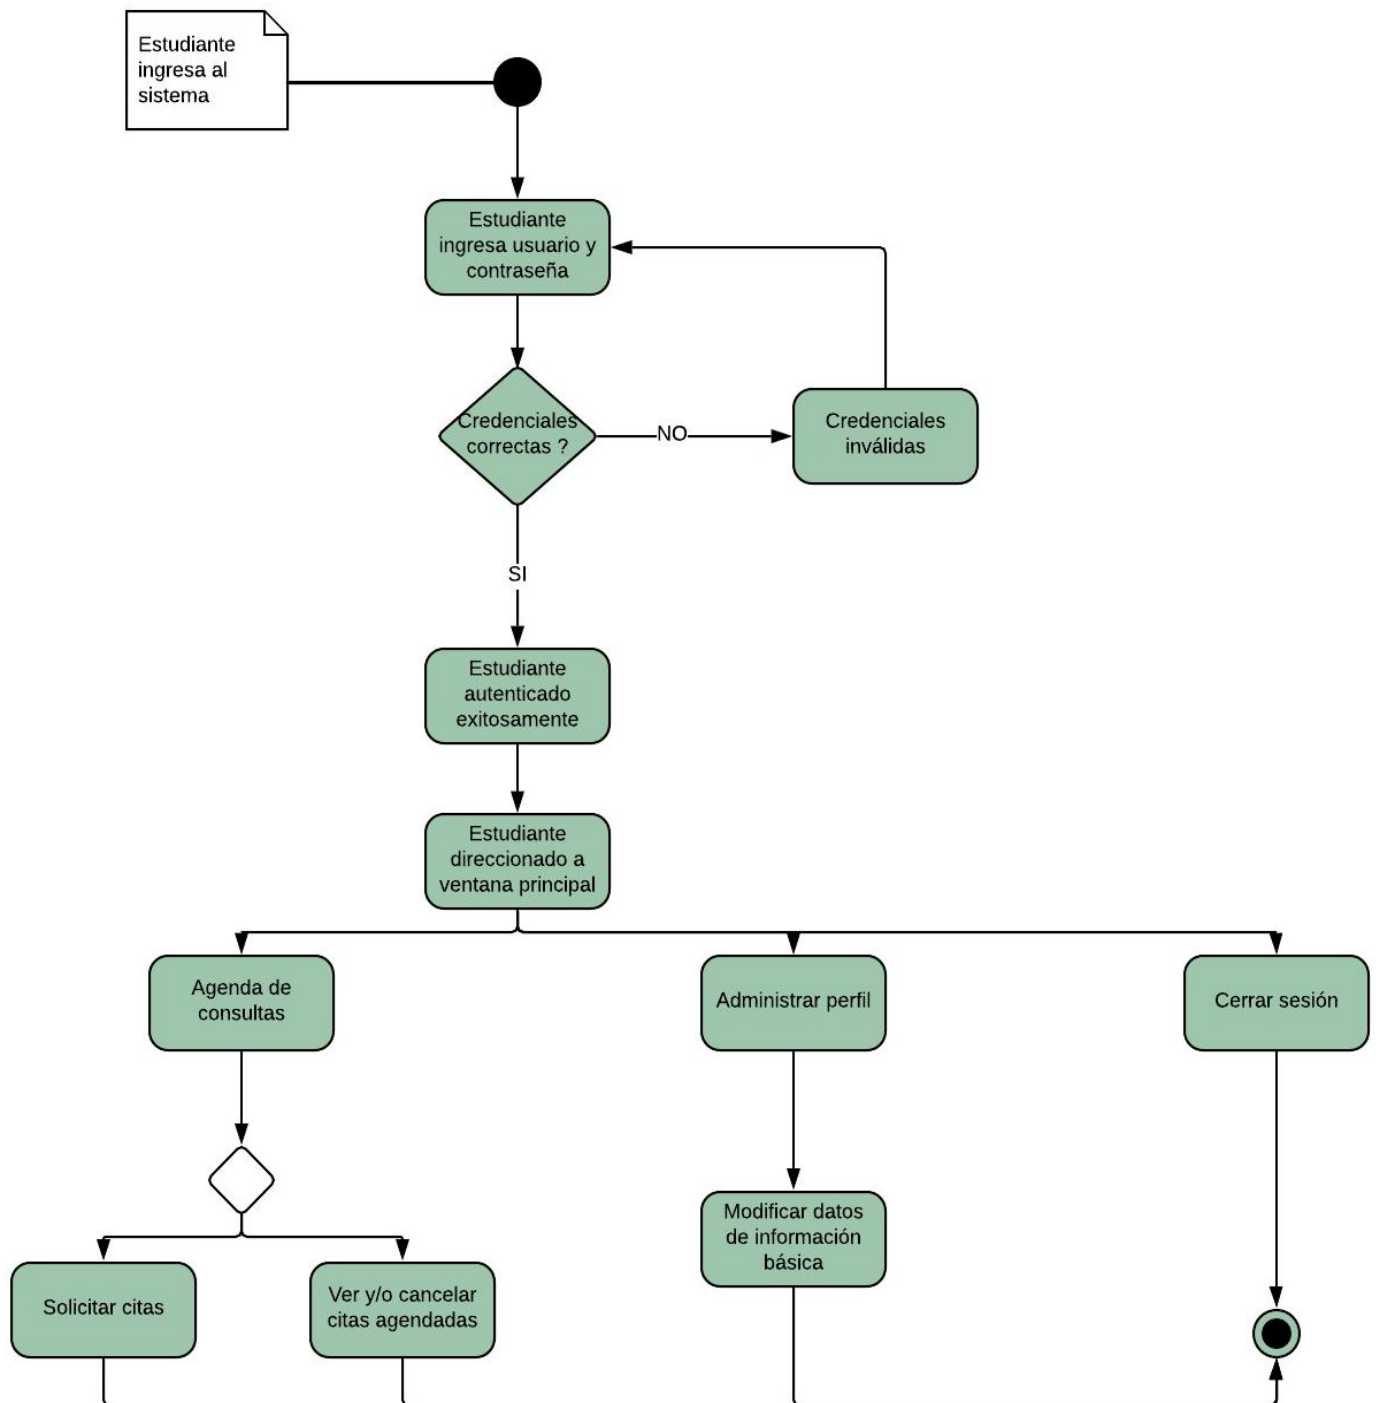 Estudiante
ingresa al
sistema
Estudiante
ingresa usuario y
contraseña
Credenciales
correctas ?
NO
Credenciales
inválidas
SI
Estudiante
autenticado
exitosamente
Estudiante
direccionado a
ventana principal
Agenda de
consultas
Administrar perfil
Cerrar sesión
Modificar datos
de información
básica
Solicitar citas
Ver y/o cancelar
citas agendadas